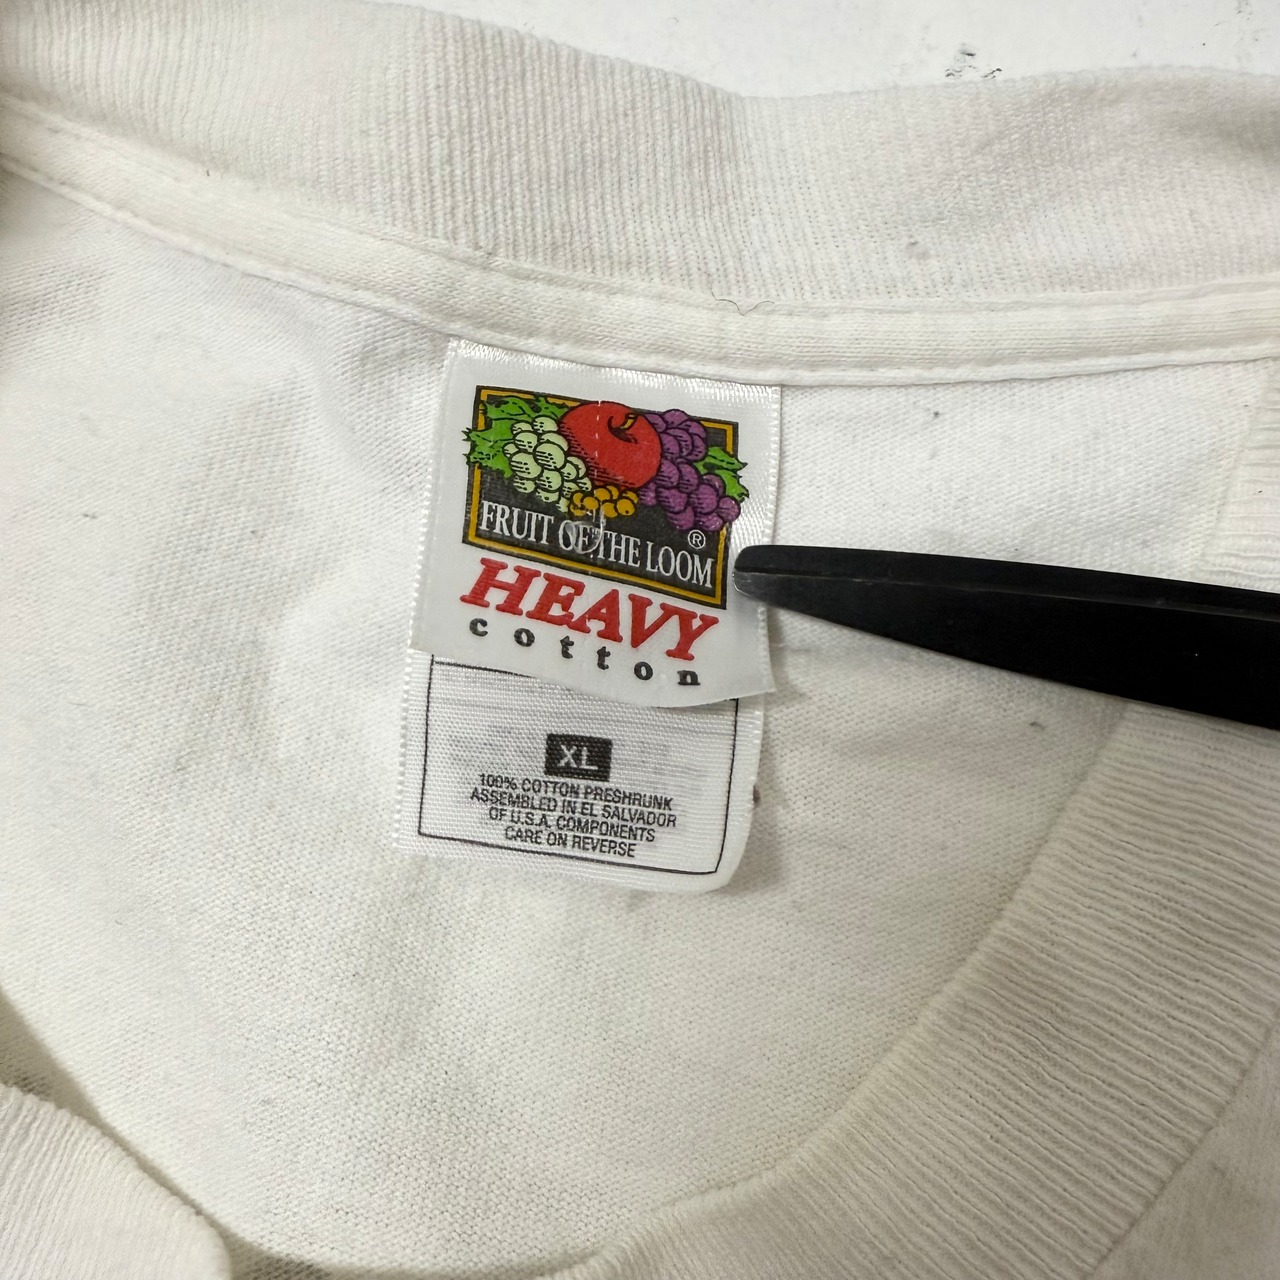 FRUIT OF THE LOOM ®
HEAVY
cotton
XL
100% COTTON PRESHRUNK
ASSEMBLED IN EL SALVADOR
OF U.S.A. COMPONENTS
CARE ON REVERSE